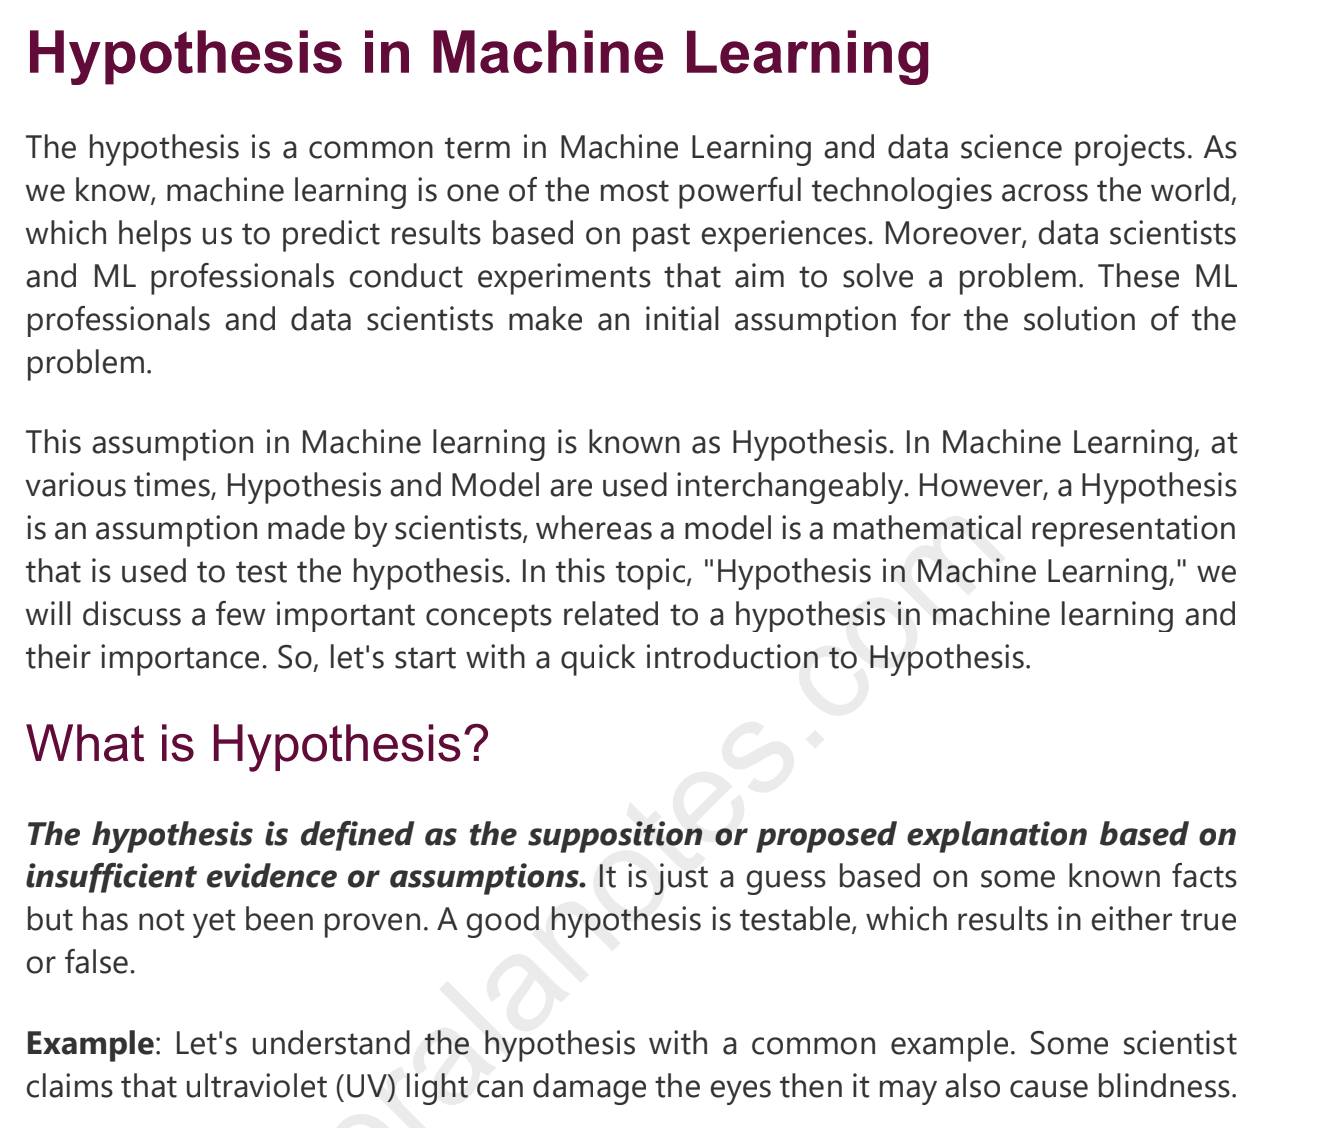 Hypothesis in Machine Learning
The hypothesis is a common term in Machine Learning and data science projects. As
we know, machine learning is one of the most powerful technologies across the world,
which helps us to predict results based on past experiences. Moreover, data scientists
and ML professionals conduct experiments that aim to solve a problem. These ML
professionals and data scientists make an initial assumption for the solution of the
problem.
This assumption in Machine learning is known as Hypothesis. In Machine Learning, at
various times, Hypothesis and Model are used interchangeably. However, a Hypothesis
is an assumption made by scientists, whereas a model is a mathematical representation
that is used to test the hypothesis. In this topic, "Hypothesis in Machine Learning," we
will discuss a few important concepts related to a hypothesis in machine learning and
their importance. So, let's start with a quick introduction to Hypothesis.
What is Hypothesis?
The hypothesis is defined as the supposition or proposed explanation based on
insufficient evidence or assumptions. It is just a guess based on some known facts
but has not yet been proven. A good hypothesis is testable, which results in either true
or false.
Example: Let's understand the hypothesis with a common example. Some scientist
claims that ultraviolet (UV) light can damage the eyes then it may also cause blindness.